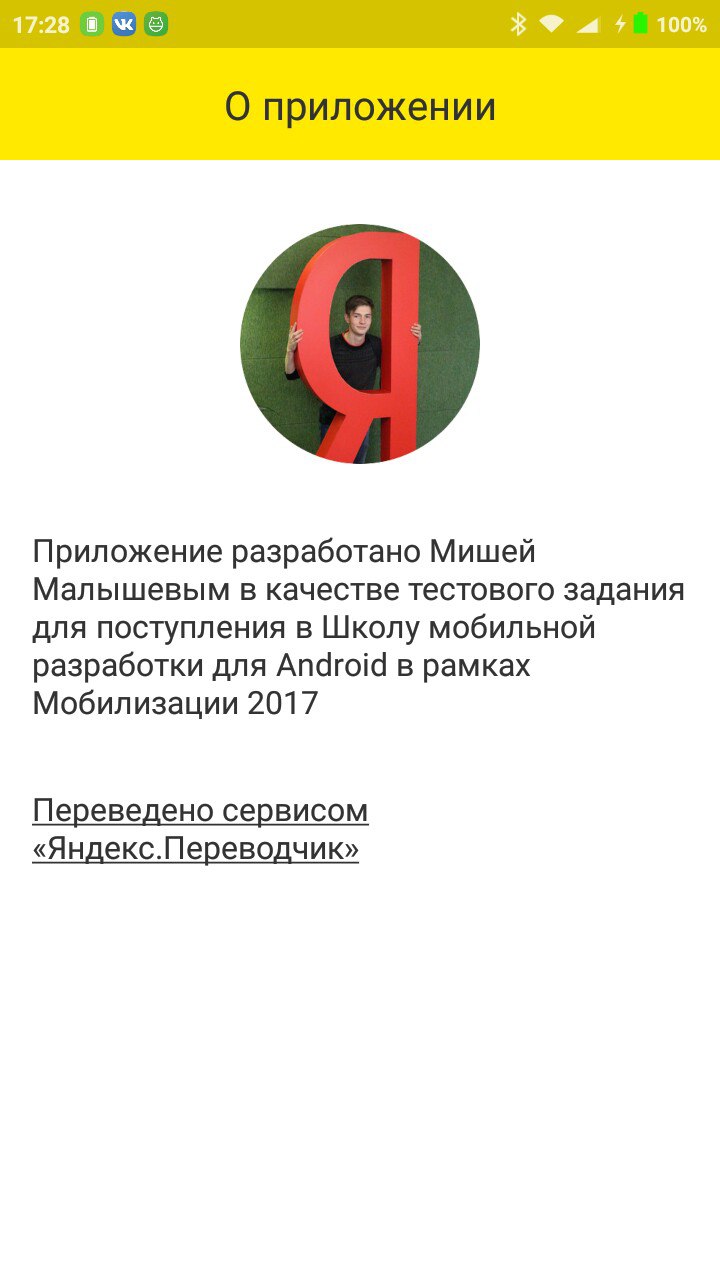 17:28
100%
О приложении
Я
Приложение разработано Мишей
Малышевым в качестве тестового задания
для поступления в Школу мобильной
разработки для Android в рамках
Мобилизации 2017
Переведено сервисом
«Яндекс.Переводчик»